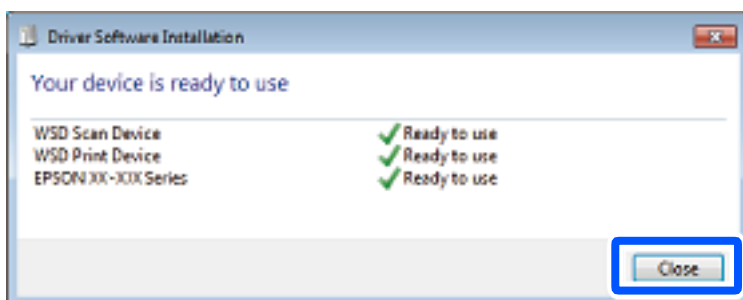 Driver Software Installation
Your device is ready to use
WSD Scan Device Ready to use
WSD Print Device Ready to use
EPSON XX-XXX Series Ready to use
Close